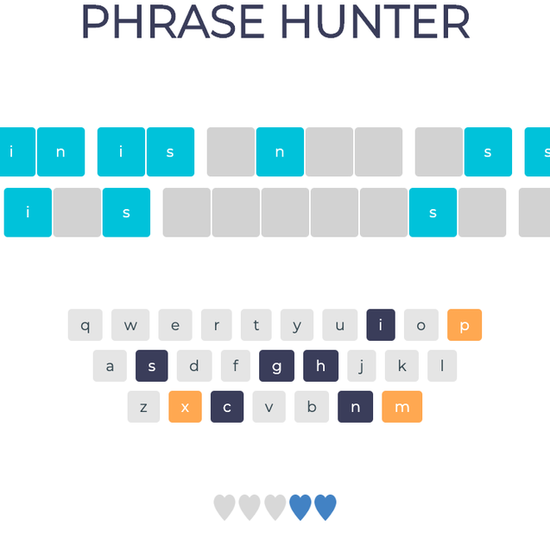 PHRASE HUNTER
i n i s n s s
i s s
q w e r t y u i o p
a s d f g h j k l
z x c v b n m